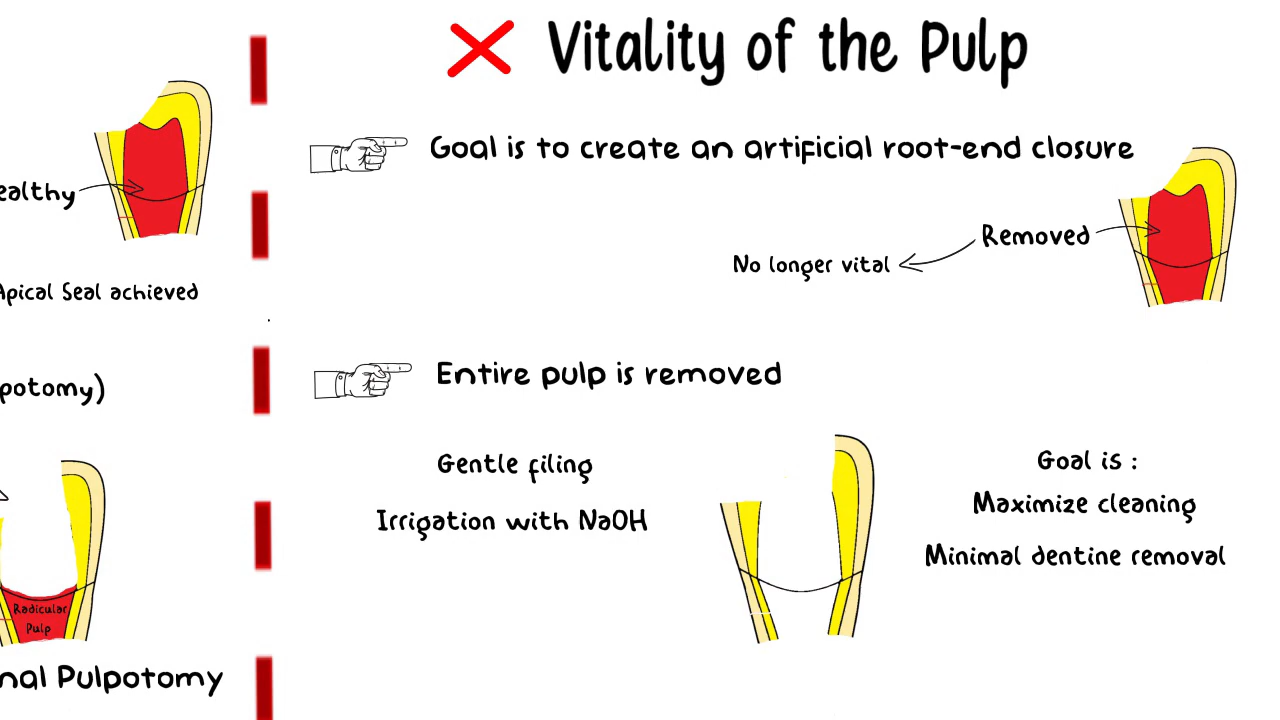 Vitality of the Pulp
Goal is to create an artificial root-end closure
ealthy
Removed
No longer vital
Apical Seal achieved
Entire pulp is removed
potomy)
Gentle filing
Irrigation with NaOH
Goal is :
Maximize cleaning
Minimal dentine removal
Radicular
Pulp
nal Pulpotomy